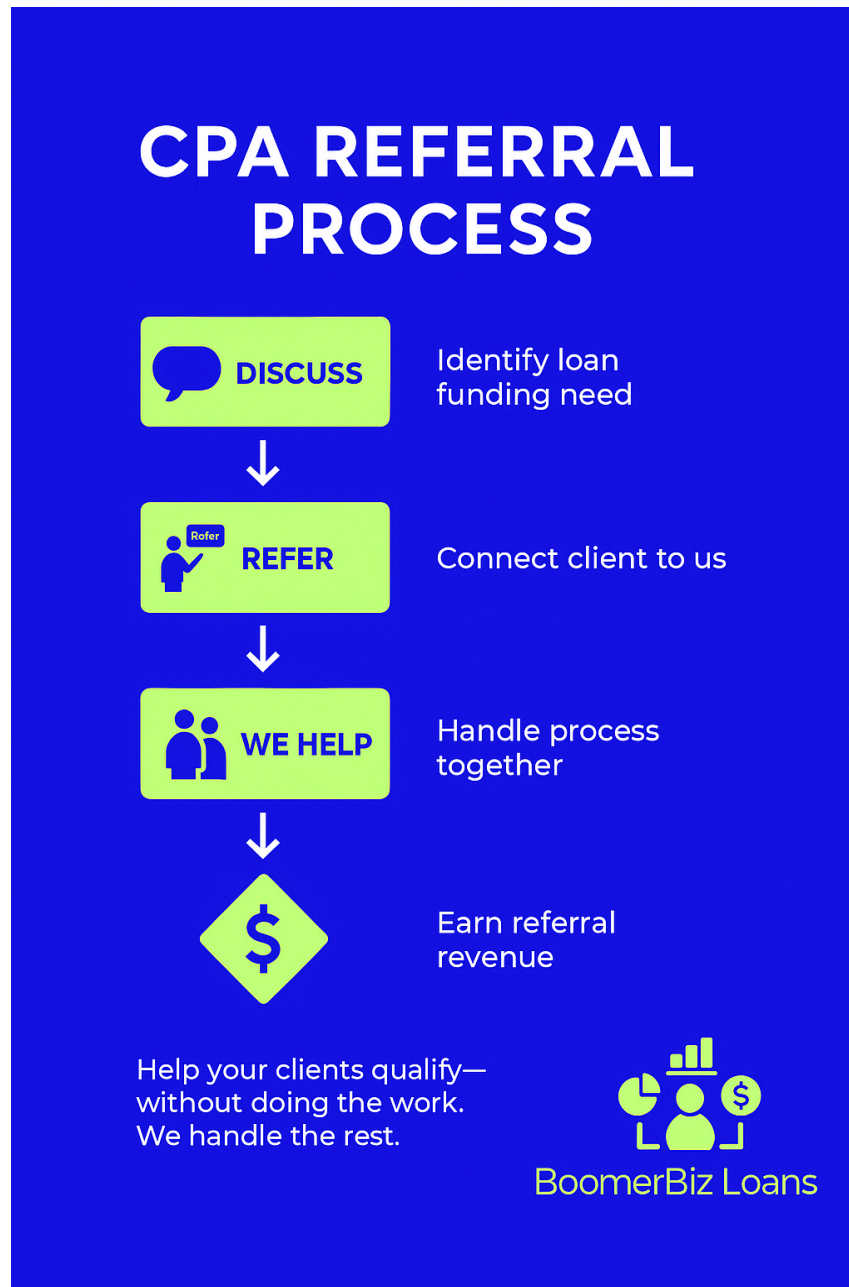 CPA REFERRAL
PROCESS
DISCUSS
Identify loan
funding need
Rofer
REFER
Connect client to us
WE HELP
Handle process
together
$
Earn referral
revenue
Help your clients qualify—
without doing the work.
We handle the rest.
$
BoomerBiz Loans